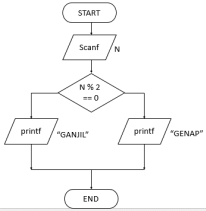 START
Scanf
N
N % 2
== 0
printf
"GANJIL"
printf
"GENAP"
END